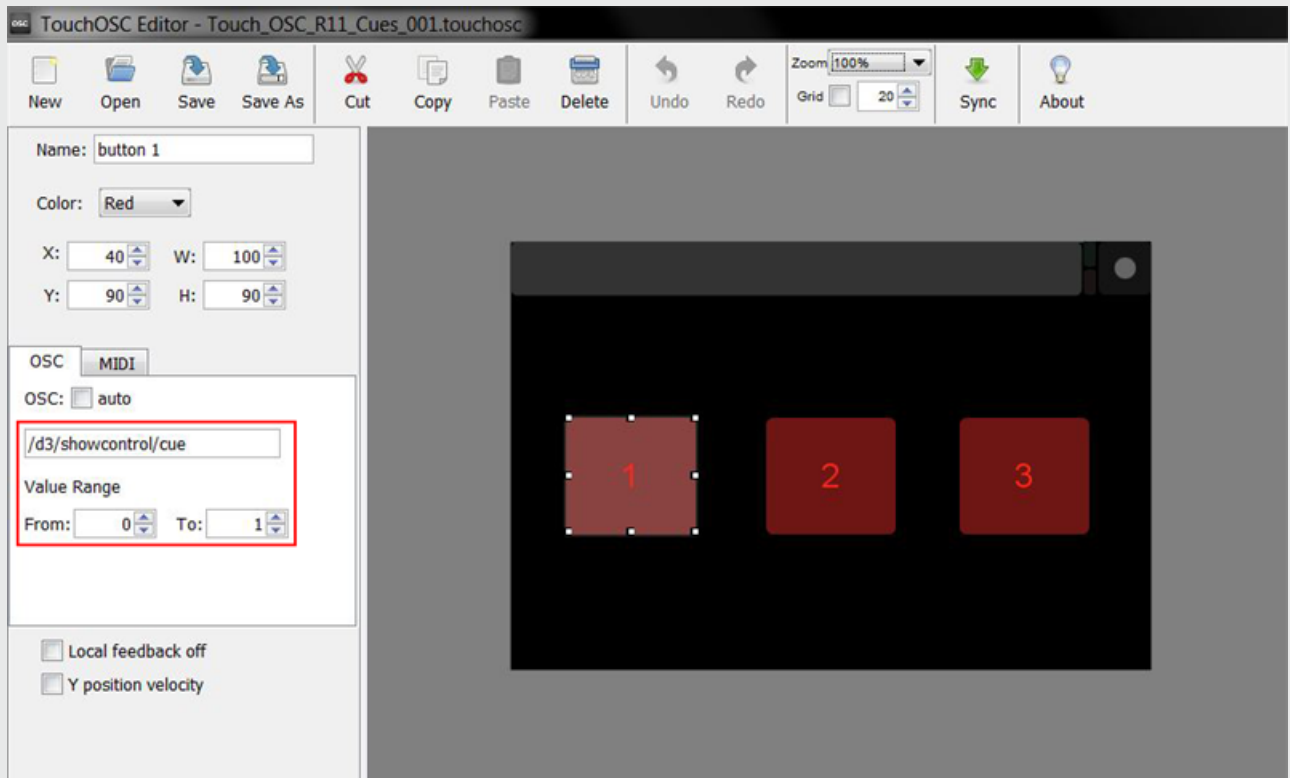 osc TouchOSC Editor - Touch_OSC_R11_Cues_001.touchosc
New Open Save Save As Cut Copy Paste Delete Undo Redo Zoom 100% Grid 20 Sync About
Name: button 1
Color: Red
X: 40 W: 100
Y: 90 H: 90
OSC MIDI
OSC: auto
/d3/showcontrol/cue
Value Range
From: 0 To: 1
Local feedback off
Y position velocity
1 2 3